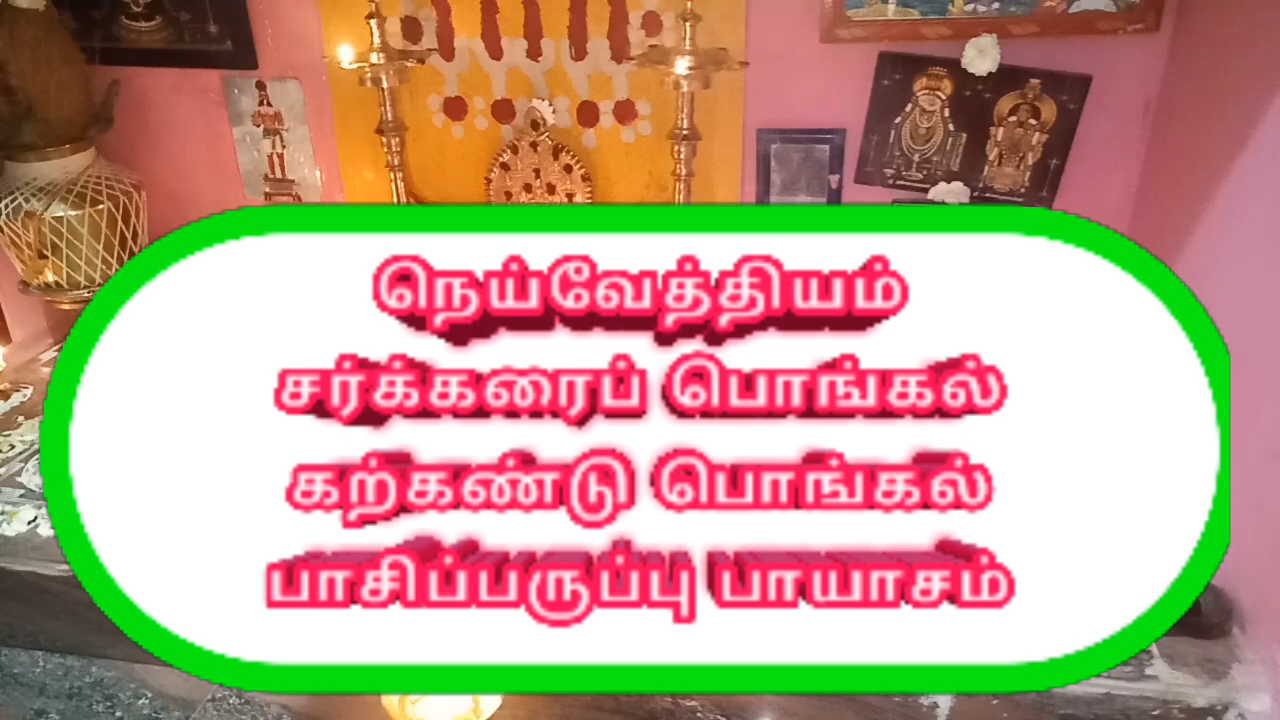 நெய்வேத்தியம்
சர்க்கரைப் பொங்கல்
கற்கண்டு பொங்கல்
பாசிப்பருப்பு பாயாசம்